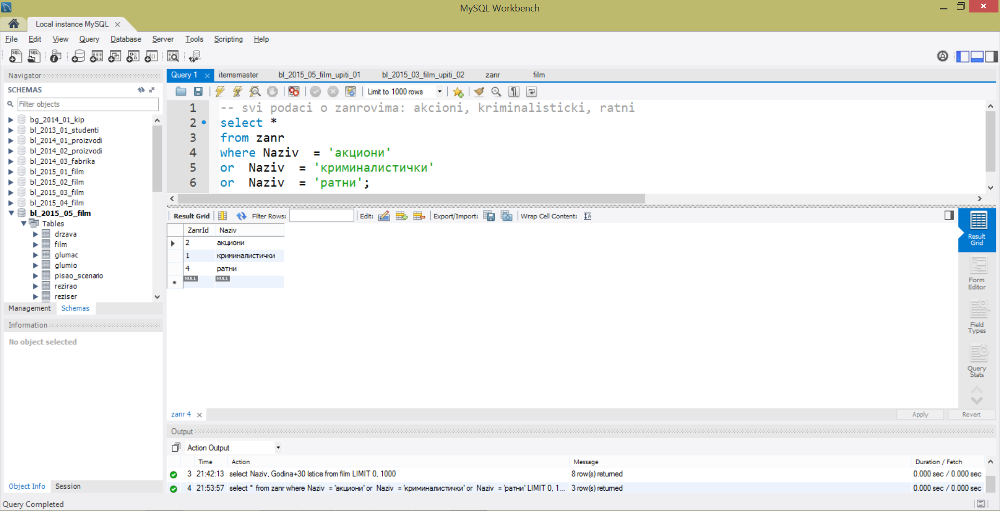 MySQL Workbench
Local instance MySQL
File Edit View Query Database Server Tools Scripting Help
Navigator
SCHEMAS
Filter objects
bg_2014_01_kip
bl_2013_01_studenti
bl_2014_01_proizvodi
bl_2014_02_proizvodi
bl_2014_03_fabrika
bl_2015_01_film
bl_2015_02_film
bl_2015_03_film
bl_2015_04_film
bl_2015_05_film
Tables
drzava
film
glumac
glumio
pisao_scenario
rezirao
reziser
Management Schemas
Information
No object selected
Object Info Session
Query 1 itemsmaster bl_2015_05_film_upiti_01 bl_2015_03_film_upiti_02 zanr film
Limit to 1000 rows
1 -- svi podaci o zanrovima: akcioni, kriminalisticki, ratni
2 select *
3 from zanr
4 where Naziv = 'акциони'
5 or Naziv = 'криминалистички'
6 or Naziv = 'ратни';
Result Grid Filter Rows: Edit: Export/Import: Wrap Cell Content:
ZanrId Naziv
2 акциони
1 криминалистички
4 ратни
NULL NULL
Result Grid
Form Editor
Field Types
Query Stats
zanr 4
Apply Revert
Output
Action Output
Time Action Message Duration / Fetch
3 21:42:13 select Naziv, Godina+30 Istice from film LIMIT 0, 1000 8 row(s) returned 0.000 sec / 0.000 sec
4 21:53:57 select * from zanr where Naziv = 'акциони' or Naziv = 'криминалистички' or Naziv = 'ратни' LIMIT 0, 1... 3 row(s) returned 0.000 sec / 0.000 sec
Query Completed